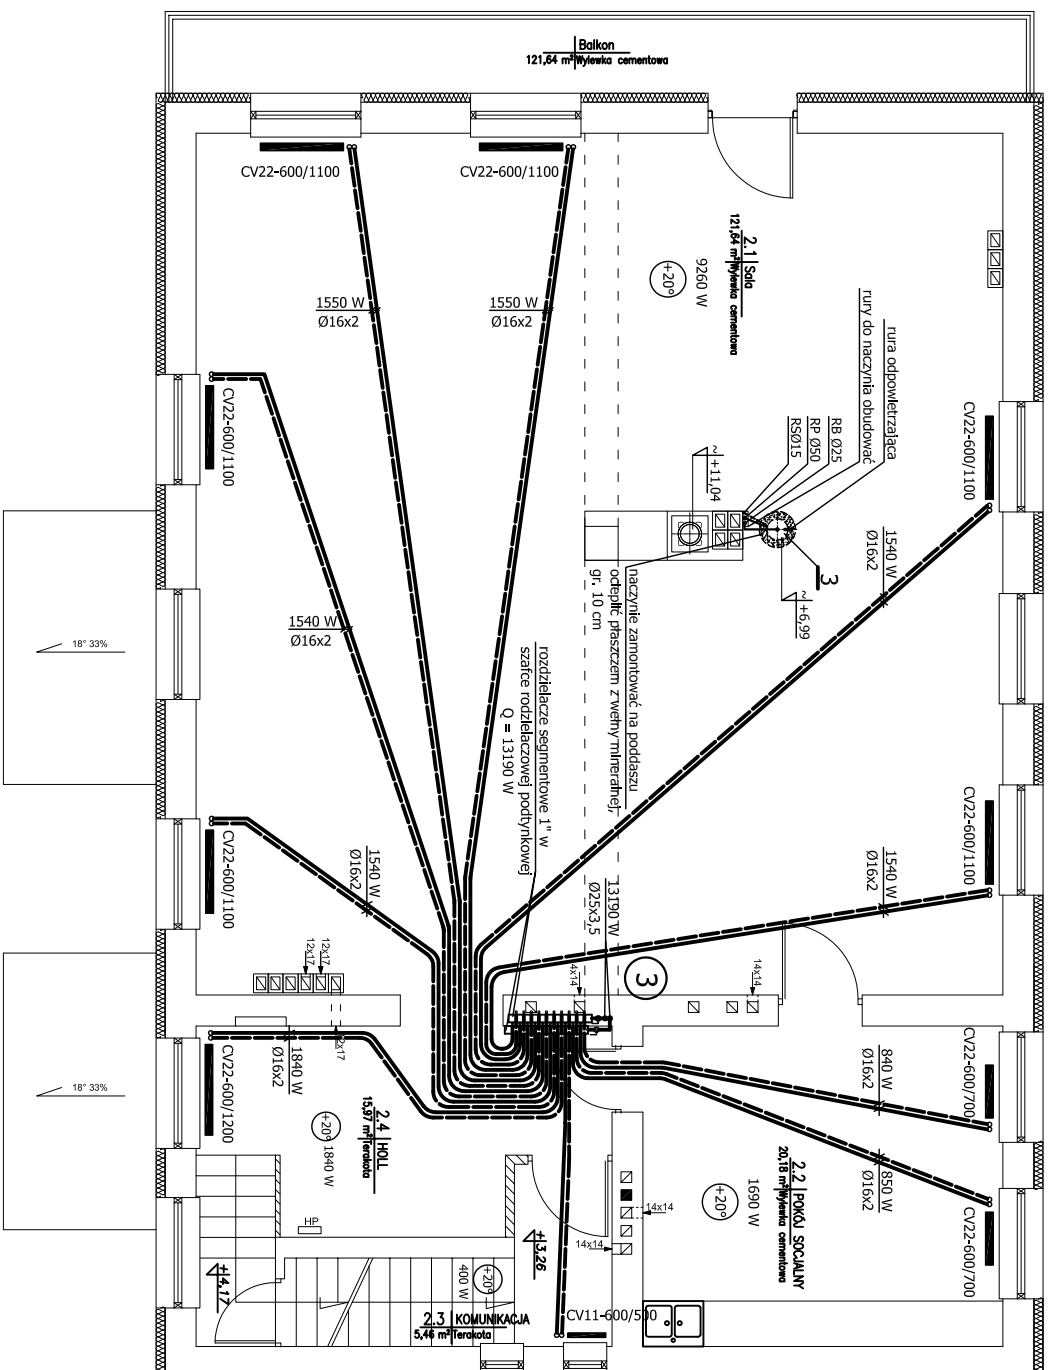 Balkon
121,64 m² Wylewka cementowa
CV22-600/1100
CV22-600/1100
2.1 Sala
121,64 m² Wylewka cementowa
9260 W
+20°
1550 W
Ø16x2
1550 W
Ø16x2
rura odpowietrzająca
rury do naczynia obudować
RB Ø25
RP Ø50
RSØ15
+11,04
CV22-600/1100
CV22-600/1100
1540 W
Ø16x2
3
+6,99
naczynie zamontować na poddaszu
ocieplić płaszczem z wełny mineralnej,
gr. 10 cm
1540 W
Ø16x2
18° 33%
rozdzielacze segmentowe 1" w
szafce rodzielaczowej podtynkowej
Q = 13190 W
CV22-600/1100
CV22-600/1100
1540 W
Ø16x2
1540 W
Ø16x2
13190 W
Ø25x3,5
3
12x17
12x17
12x17
14x14
14x14
CV22-600/1200
1840 W
Ø16x2
18° 33%
2.4 HOLL
15,97 m² Terakota
+20°
1840 W
840 W
Ø16x2
CV22-600/700
2.2 POKÓJ SOCJALNY
20,18 m² Wylewka cementowa
1690 W
+20°
850 W
Ø16x2
CV22-600/700
14x14
14x14
HP
+3,26
+4,17
+20°
400 W
2.3 KOMUNIKACJA
5,46 m² Terakota
CV11-600/500